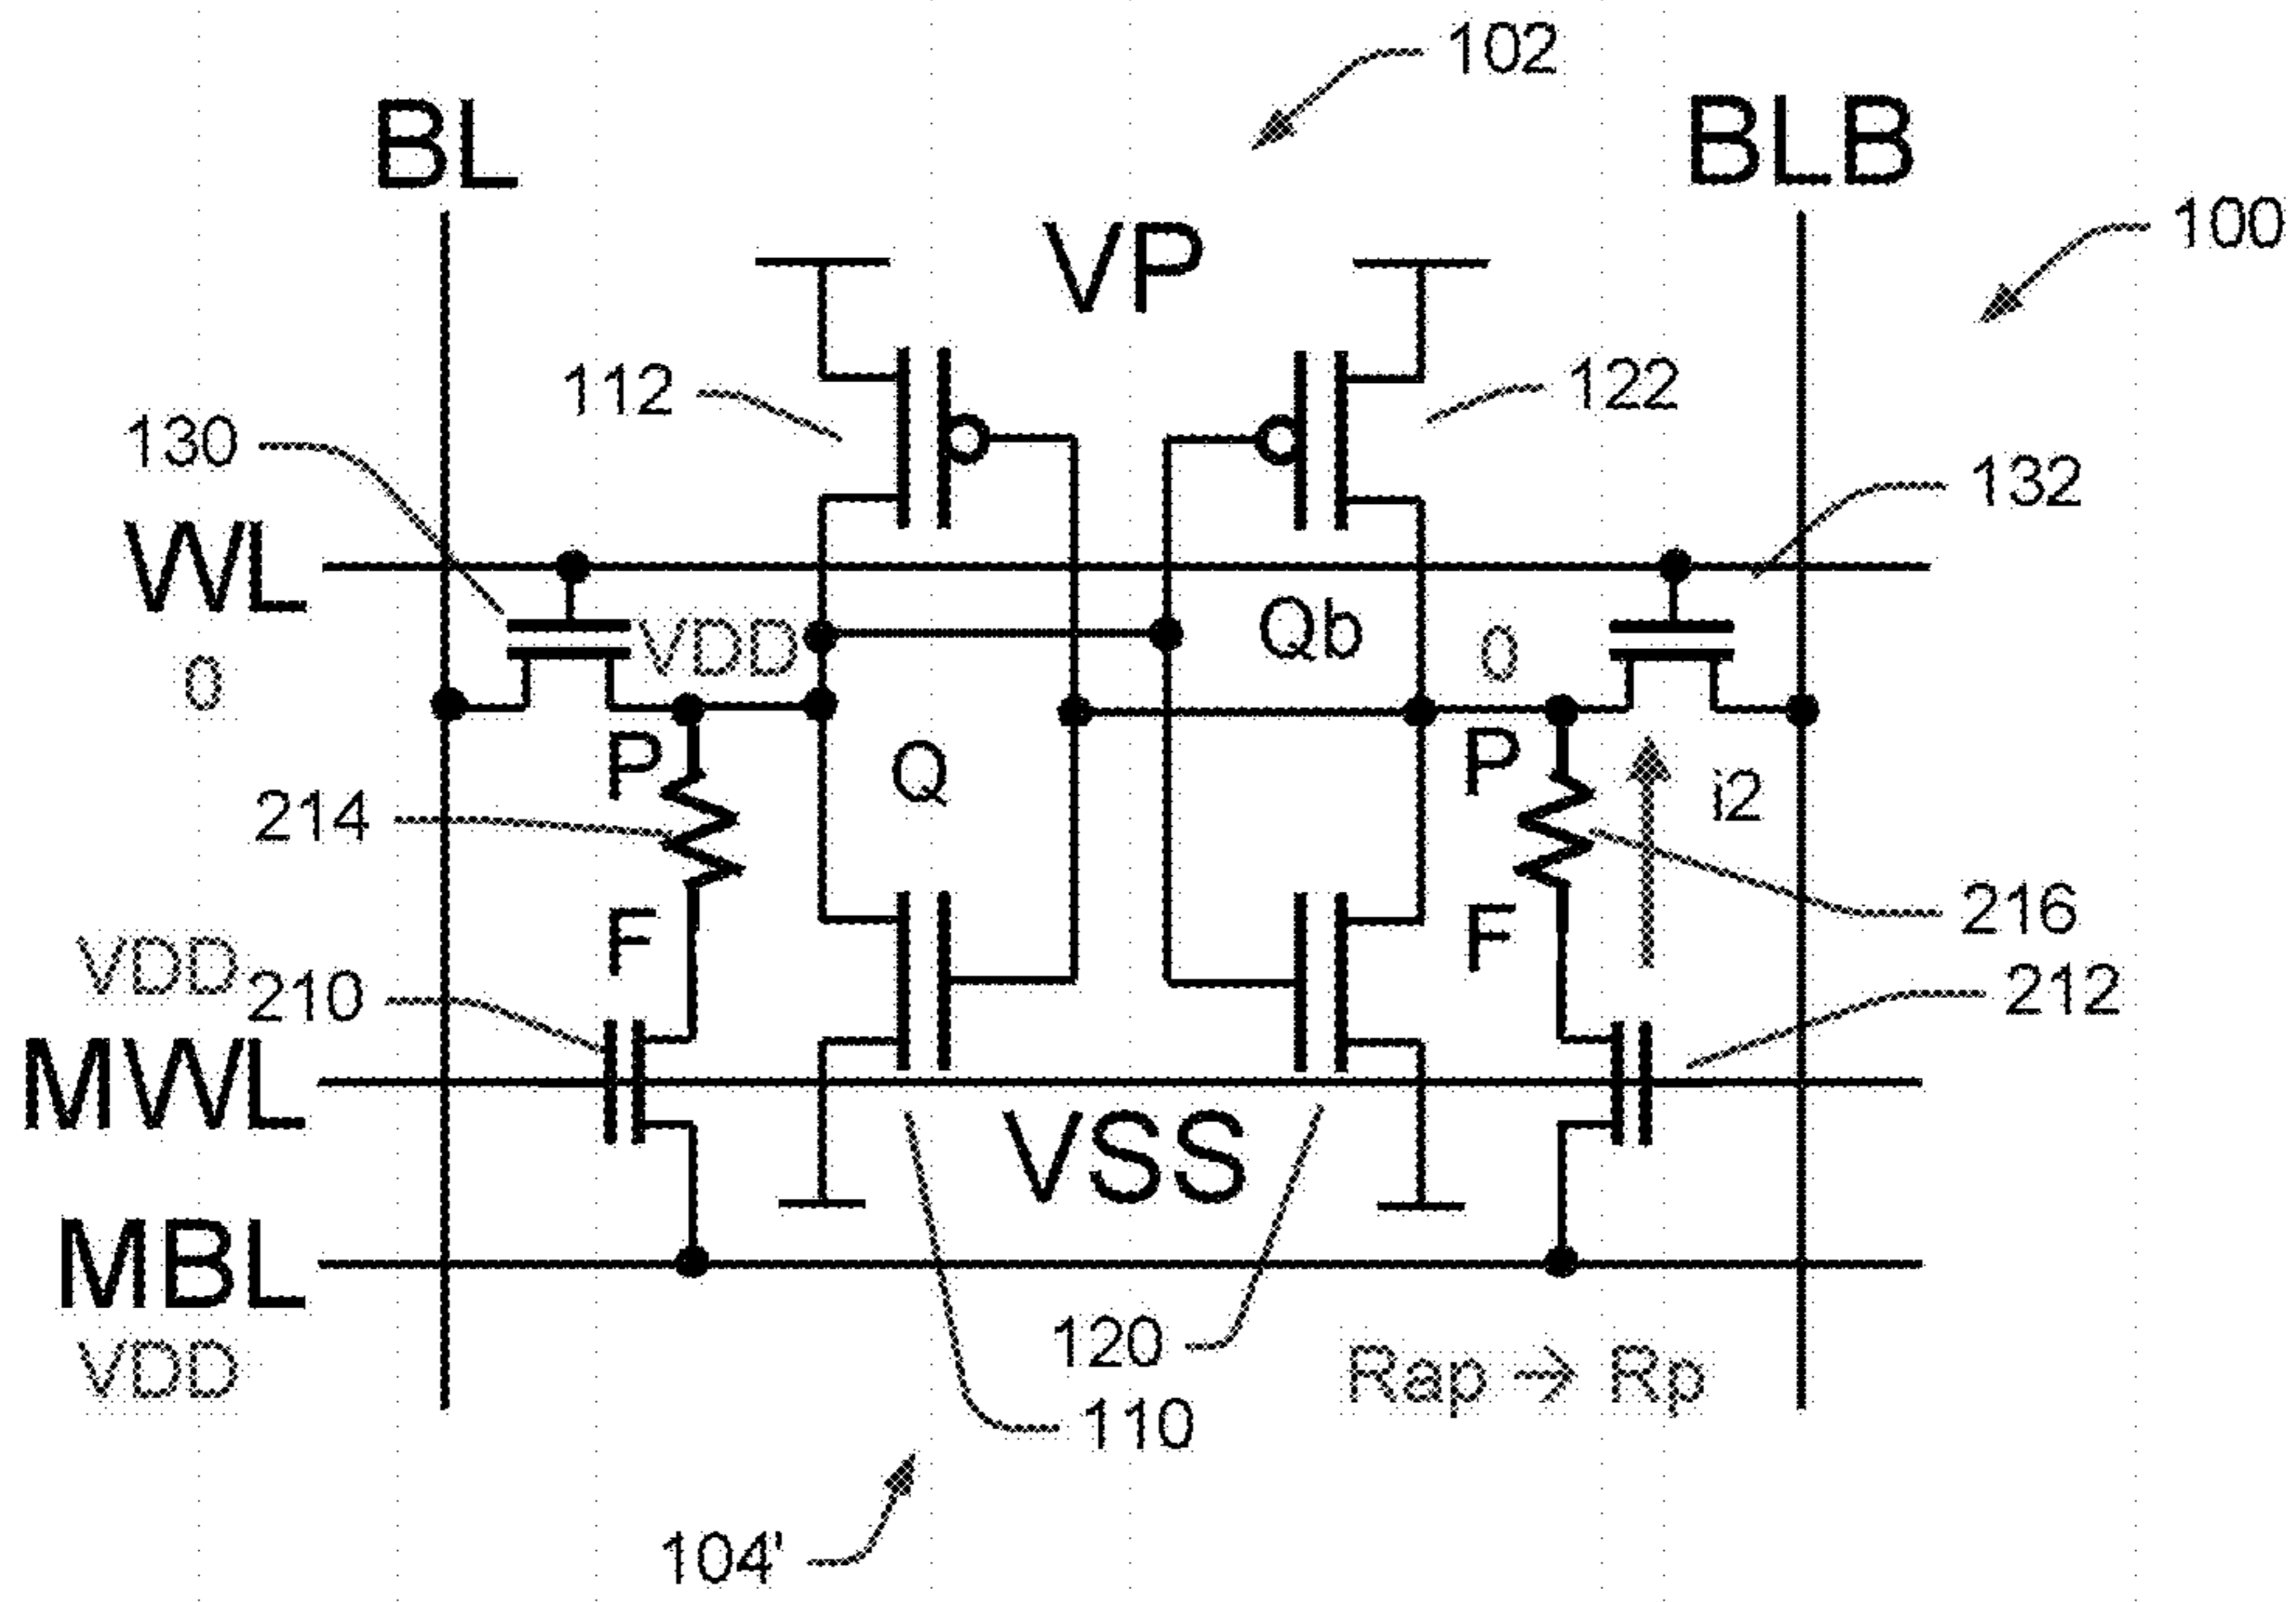 102
BL
BLB
100
VP
112
122
130
132
WL
VDD
Qb
0
0
P
Q
P
i2
214
216
F
F
VDD
210
212
MWL
VSS
MBL
120
VDD
Rap → Rp
110
104'